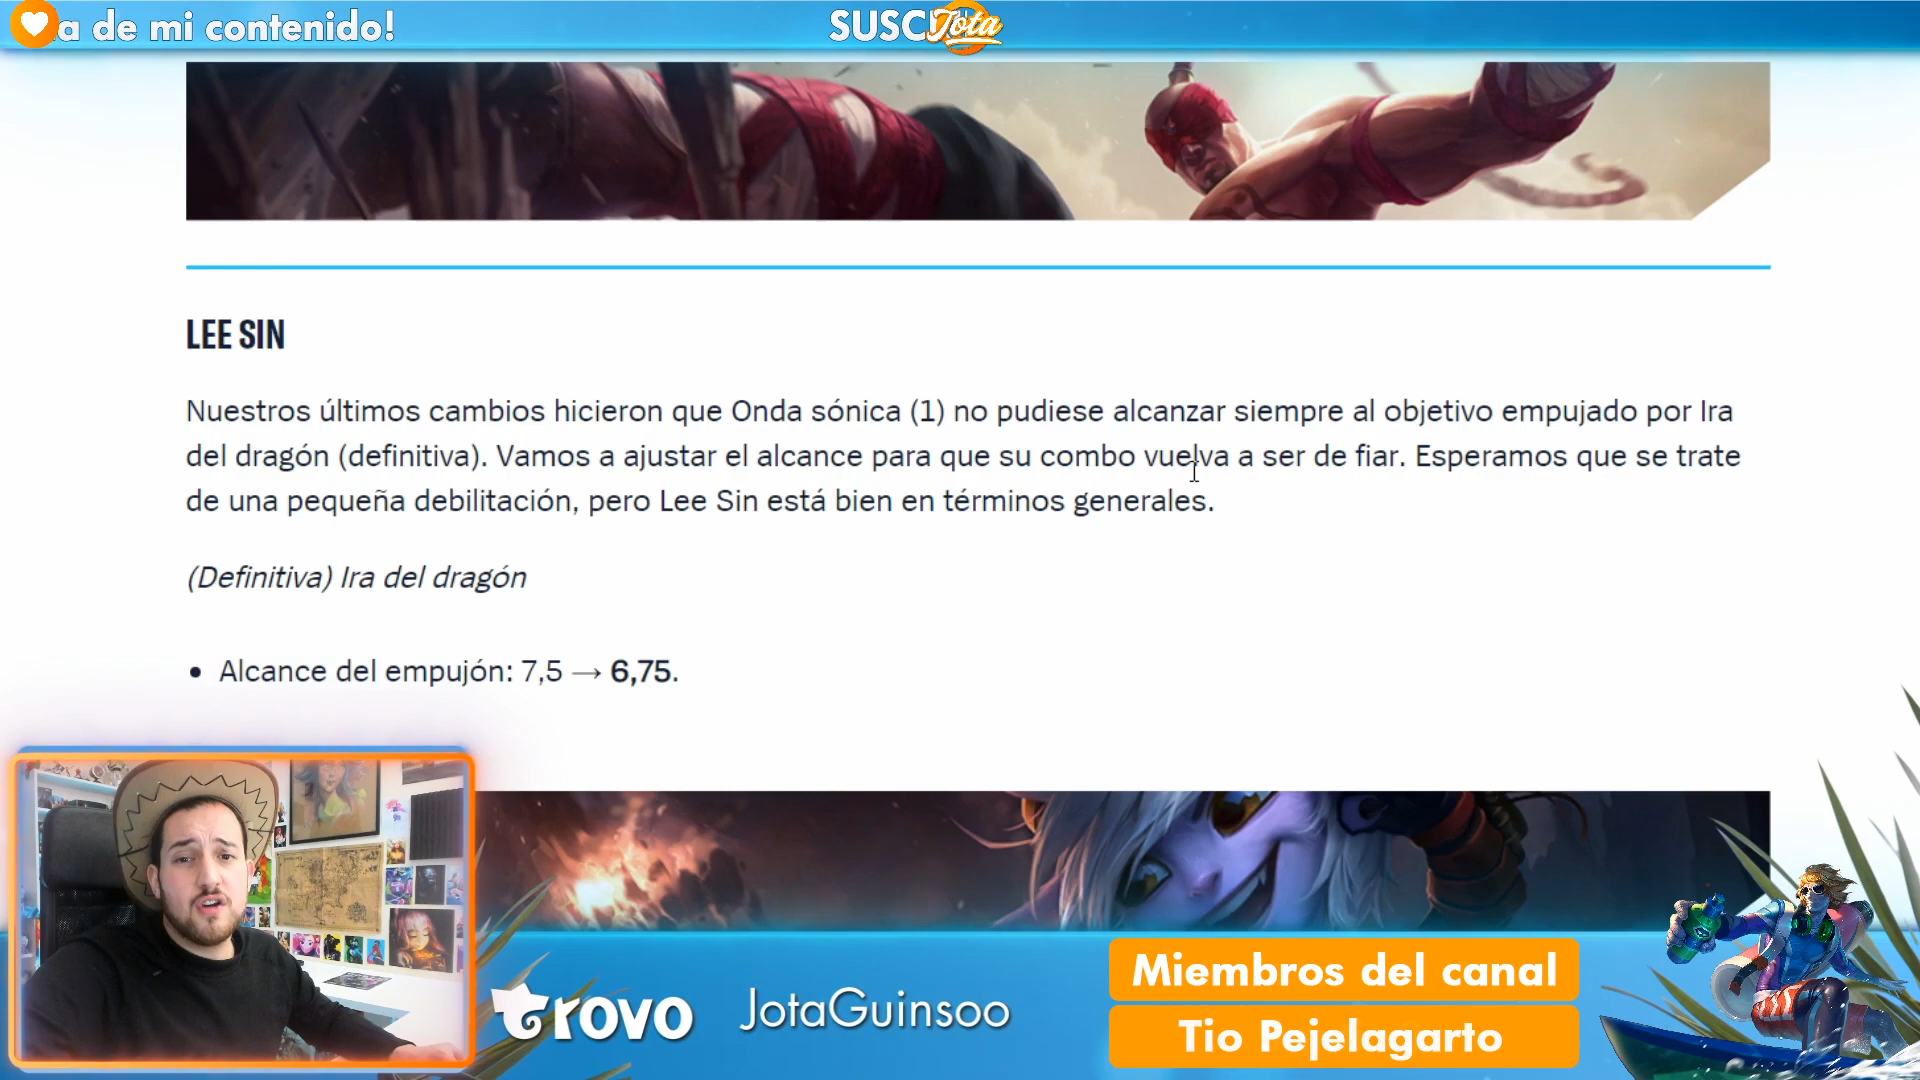 a de mi contenido!
SUSC
Jota
LEE SIN
Nuestros últimos cambios hicieron que Onda sónica (1) no pudiese alcanzar siempre al objetivo empujado por Ira
del dragón (definitiva). Vamos a ajustar el alcance para que su combo vuelva a ser de fiar. Esperamos que se trate
de una pequeña debilitación, pero Lee Sin está bien en términos generales.
(Definitiva) Ira del dragón
• Alcance del empujón: 7,5 → 6,75.
trovo
JotaGuinsoo
Miembros del canal
Tio Pejelagarto